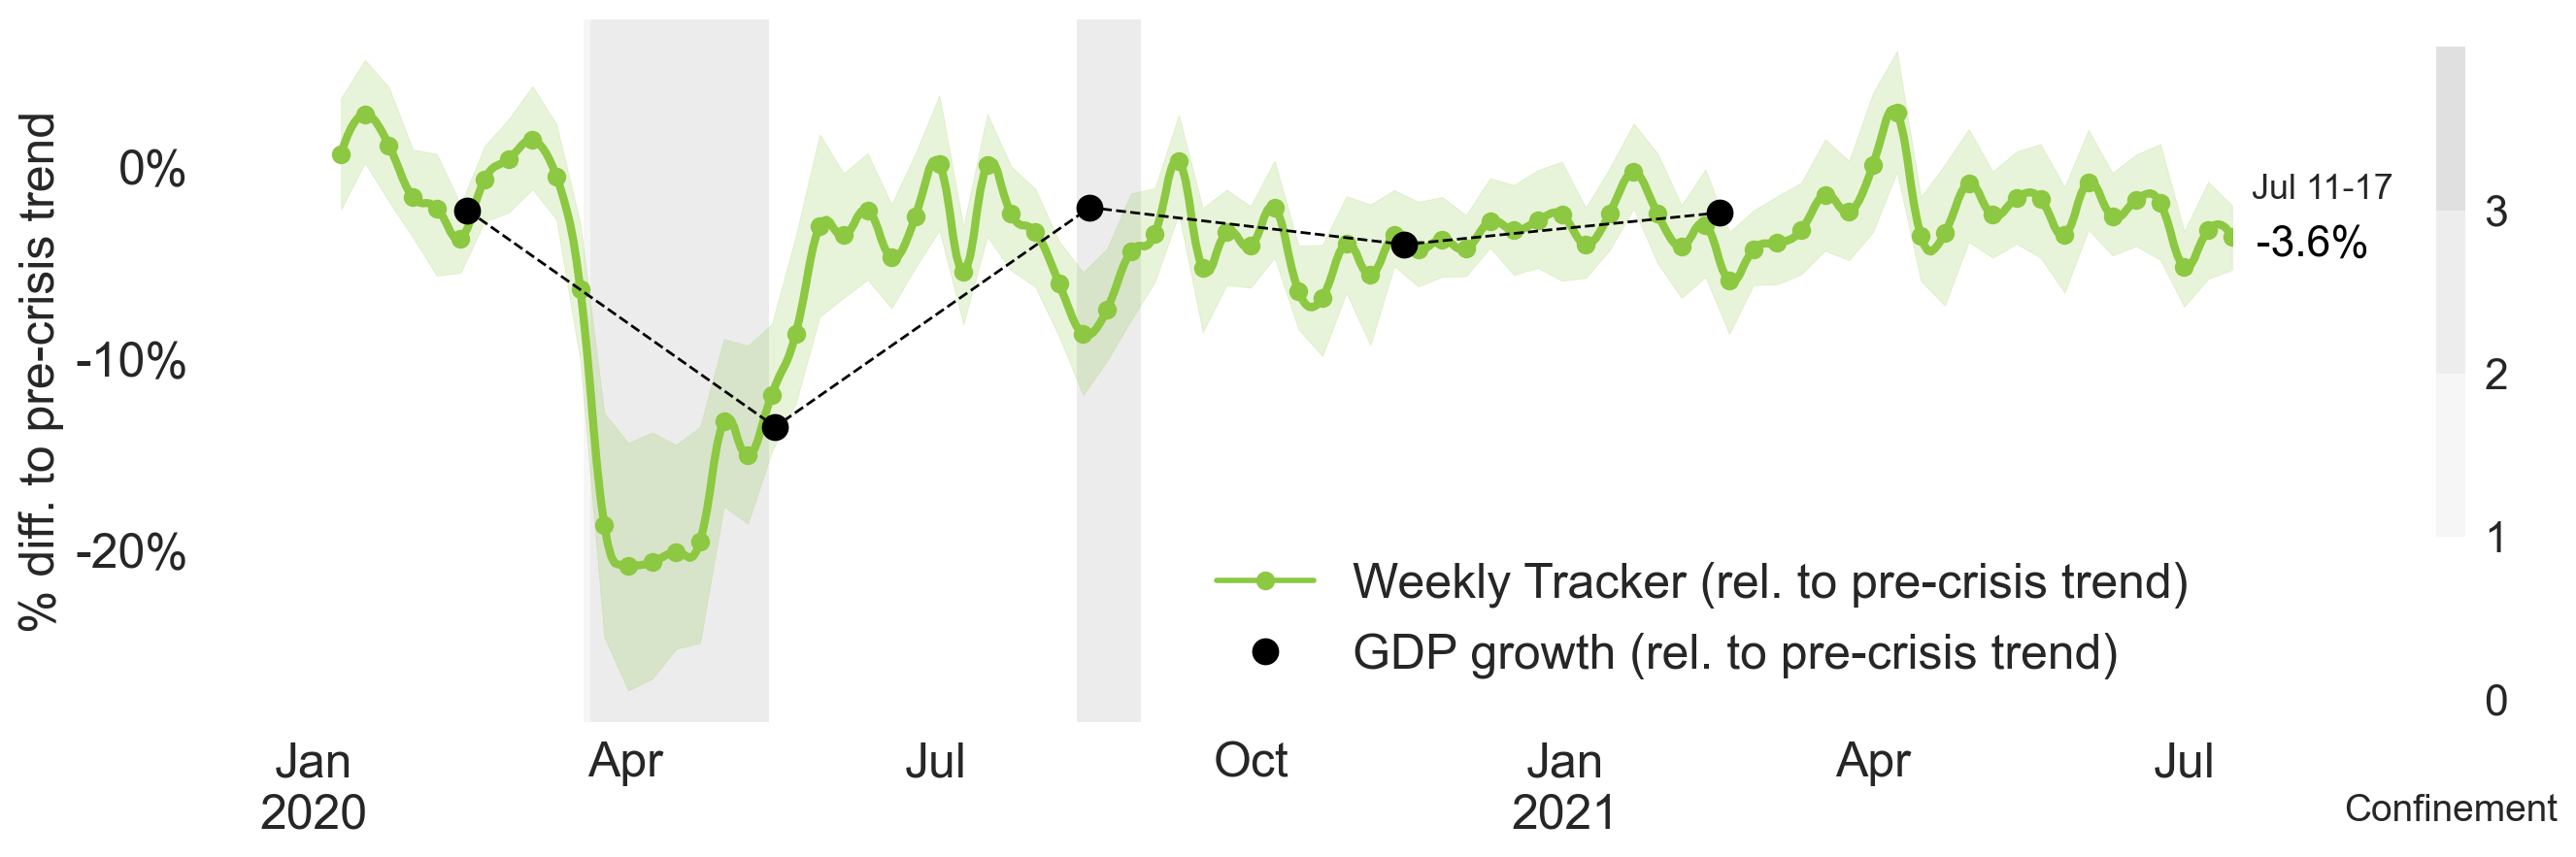 % diff. to pre-crisis trend
0%
-10%
-20%
Jul 11-17
-3.6%
3
2
1
0
Weekly Tracker (rel. to pre-crisis trend)
GDP growth (rel. to pre-crisis trend)
Jan
2020
Apr
Jul
Oct
Jan
2021
Apr
Jul
Confinement